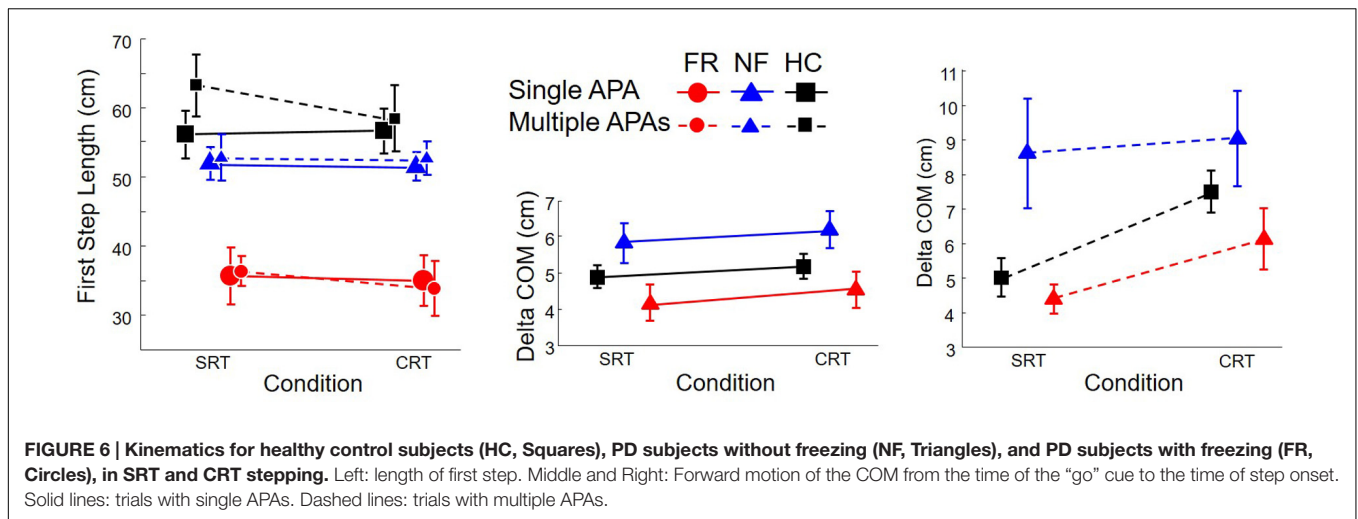 70
60
50
40
30
First Step Length (cm)
SRT
CRT
Condition
FR NF HC
Single APA
Multiple APAs
7
6
5
4
3
Delta COM (cm)
SRT
CRT
Condition
11
10
9
8
7
6
5
4
3
Delta COM (cm)
SRT
CRT
Condition
FIGURE 6 | Kinematics for healthy control subjects (HC, Squares), PD subjects without freezing (NF, Triangles), and PD subjects with freezing (FR,
Circles), in SRT and CRT stepping. Left: length of first step. Middle and Right: Forward motion of the COM from the time of the “go” cue to the time of step onset.
Solid lines: trials with single APAs. Dashed lines: trials with multiple APAs.